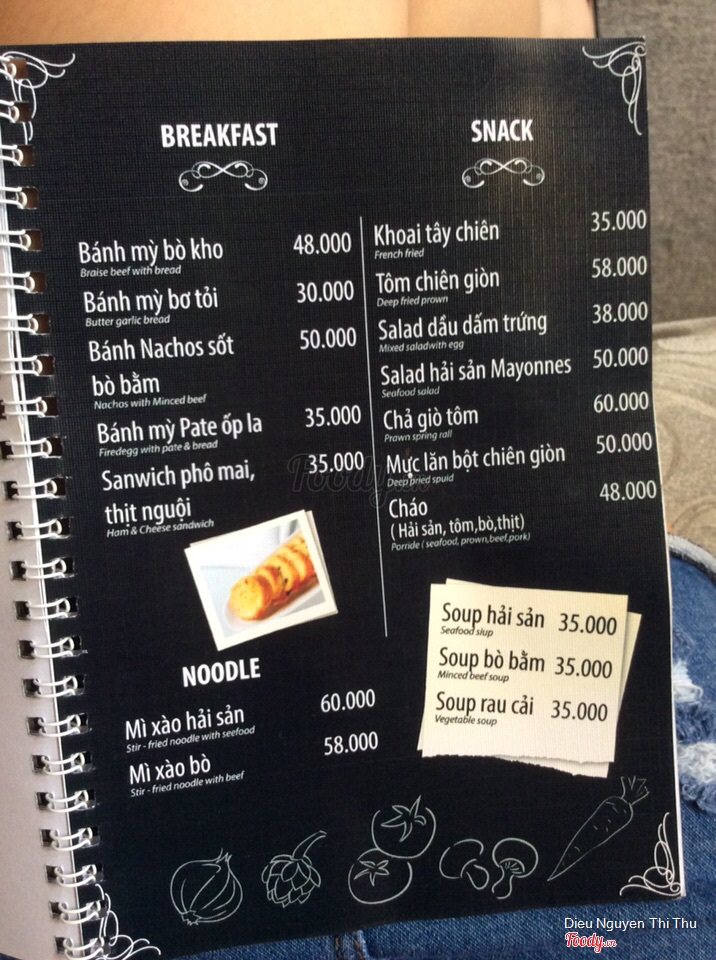 BREAKFAST
Bánh mỳ bò kho 48.000
Braise beef with bread
Bánh mỳ bơ tỏi 30.000
Butter garlic bread
Bánh Nachos sốt 50.000
bò bằm
Nachos with Minced beef
Bánh mỳ Pate ốp la 35.000
Firedegg with pate & bread
Sanwich phô mai, 35.000
thịt nguội
Ham & Cheese sandwich
NOODLE
Mì xào hải sản 60.000
Stir - fried noodle with seefood
Mì xào bò 58.000
Stir - fried noodle with beef
SNACK
Khoai tây chiên 35.000
French fried
Tôm chiên giòn 58.000
Deep fried prown
Salad dầu dấm trứng 38.000
Mixed saladwith egg
Salad hải sản Mayonnes 50.000
Seafood salad
Chả giò tôm 60.000
Prawn spring rall
Mực lăn bột chiên giòn 50.000
Deep pried spuid
Cháo 48.000
( Hải sản, tôm,bò,thịt)
Porride ( seafood, prown,beef,pork)
Soup hải sản 35.000
Seafood siup
Soup bò bằm 35.000
Minced beef soup
Soup rau cải 35.000
Vegetable soup
Foody.vn
Dieu Nguyen Thi Thu
Foody.vn